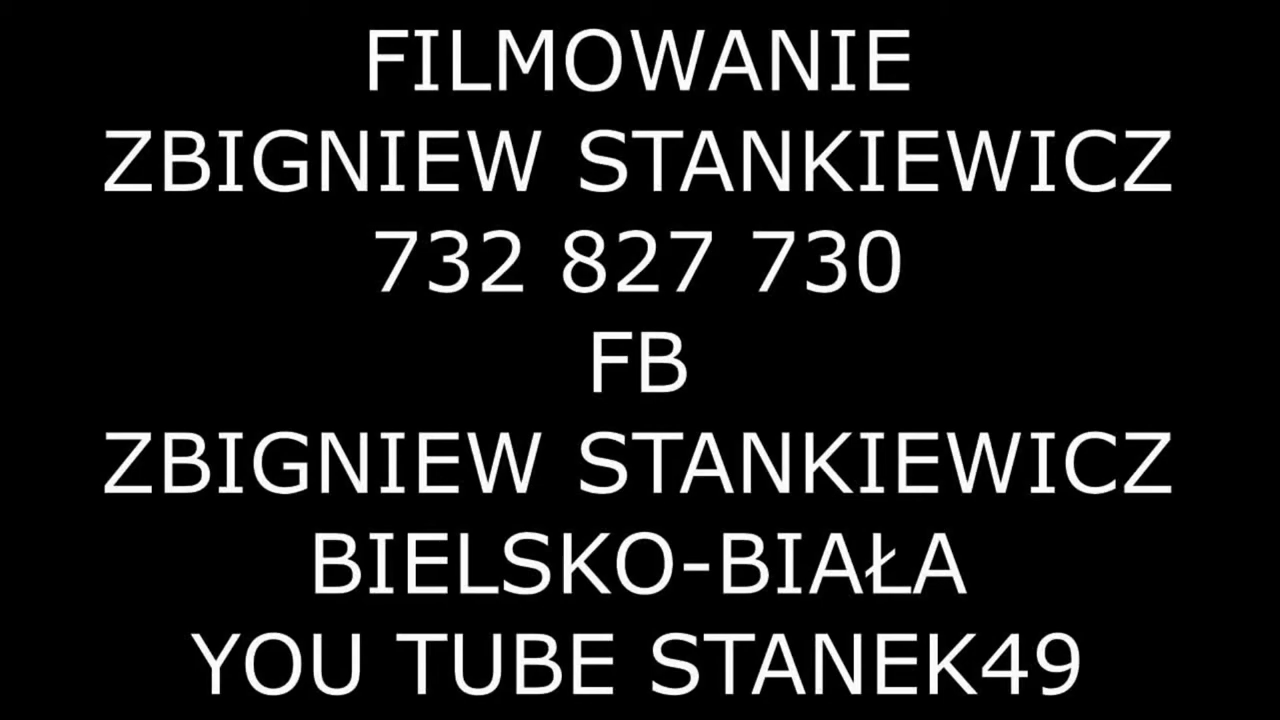 FILMOWANIE
ZBIGNIEW STANKIEWICZ
732 827 730
FB
ZBIGNIEW STANKIEWICZ
BIELSKO-BIAŁA
YOU TUBE STANEK49